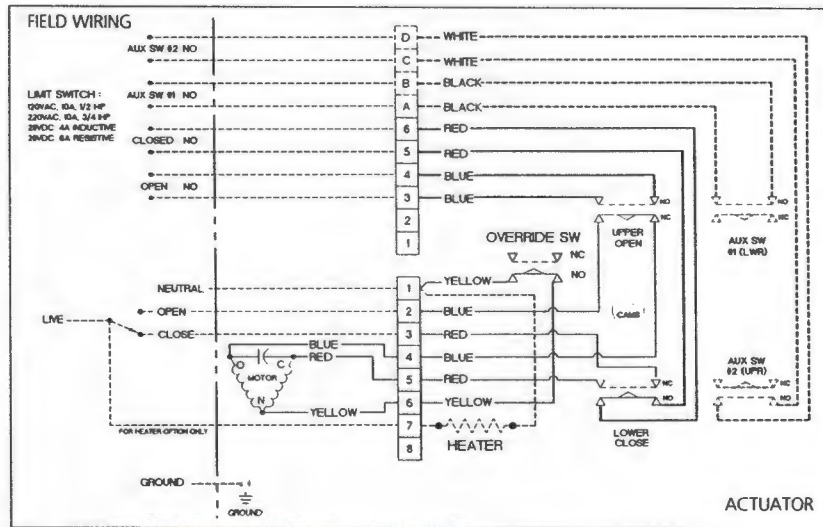 FIELD WIRING
AUX SW #2 NO
LIMIT SWITCH :
120VAC, 10A, 1/2 HP
220VAC, 10A, 3/4 HP
28VDC 4A INDUCTIVE
28VDC 6A RESISTIVE
AUX SW #1 NO
CLOSED NO
OPEN NO
D WHITE
C WHITE
B BLACK
A BLACK
6 RED
5 RED
4 BLUE
3 BLUE
2
1
NO
NC
UPPER
OPEN
NO
NC
AUX SW
#1 (LWR)
OVERRIDE SW
NC
NO
NEUTRAL
LIVE
OPEN
CLOSE
1 YELLOW
2 BLUE
3 RED
BLUE 4 BLUE
RED 5 RED
YELLOW 6 YELLOW
7
8
O C
MOTOR
N
(CAMS)
NC
NO
LOWER
CLOSE
AUX SW
#2 (UPR)
NC
NO
FOR HEATER OPTION ONLY
HEATER
GROUND
GROUND
ACTUATOR